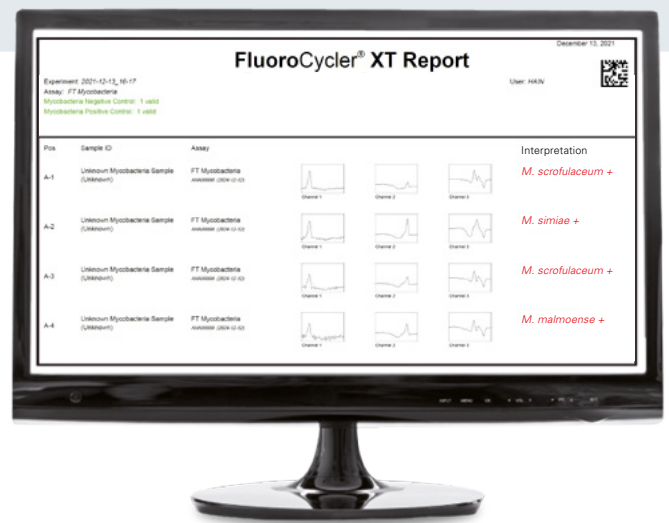 December 13, 2021
FluoroCycler® XT Report
Experiment: 2021-12-13_16-17
User: HAIN
Assay: FT Mycobacteria
Mycobacteria Negative Control: 1 valid
Mycobacteria Positive Control: 1 valid
Pos Sample ID Assay Interpretation
A-1 Unknown Mycobacteria Sample (Unknown) FT Mycobacteria M. scrofulaceum +
Channel 1 Channel 2 Channel 3
A-2 Unknown Mycobacteria Sample (Unknown) FT Mycobacteria M. simiae +
Channel 1 Channel 2 Channel 3
A-3 Unknown Mycobacteria Sample (Unknown) FT Mycobacteria M. scrofulaceum +
Channel 1 Channel 2 Channel 3
A-4 Unknown Mycobacteria Sample (Unknown) FT Mycobacteria M. malmoense +
Channel 1 Channel 2 Channel 3
INPUT MENU VOL